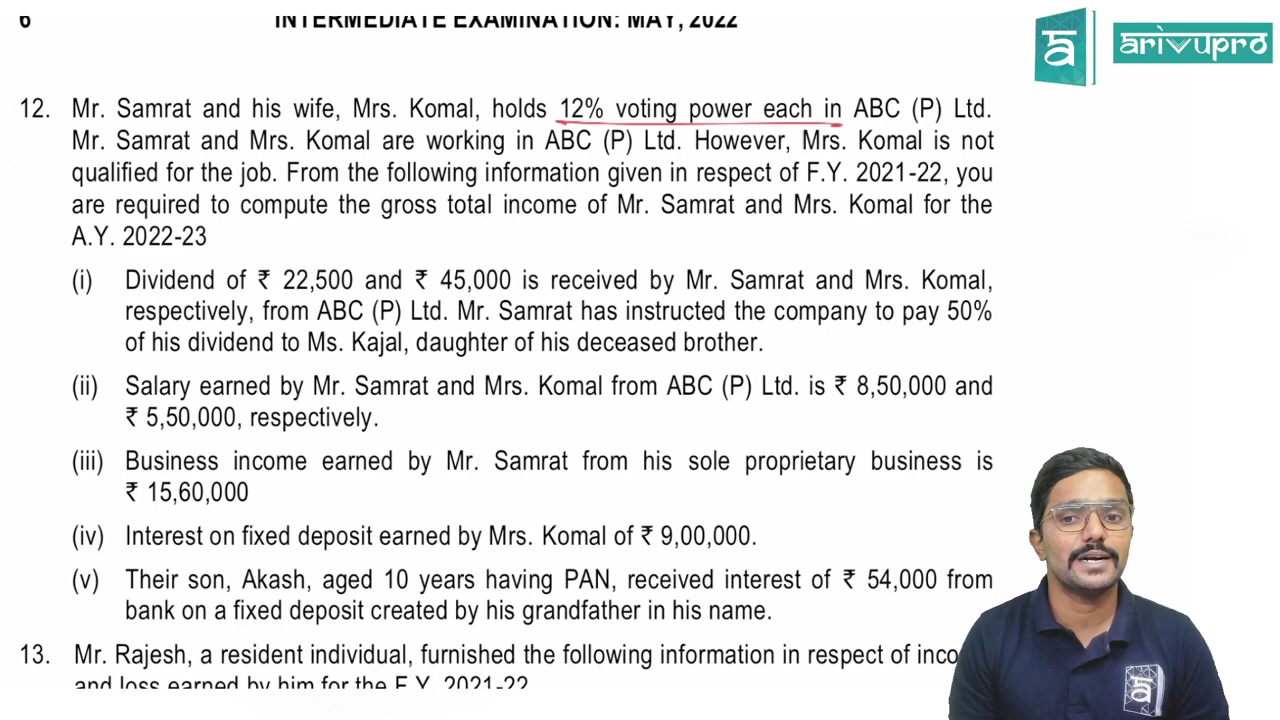 6 INTERMEDIATE EXAMINATION: MAY, 2022
arivupro
12. Mr. Samrat and his wife, Mrs. Komal, holds 12% voting power each in ABC (P) Ltd.
Mr. Samrat and Mrs. Komal are working in ABC (P) Ltd. However, Mrs. Komal is not
qualified for the job. From the following information given in respect of F.Y. 2021-22, you
are required to compute the gross total income of Mr. Samrat and Mrs. Komal for the
A.Y. 2022-23
(i) Dividend of ₹ 22,500 and ₹ 45,000 is received by Mr. Samrat and Mrs. Komal,
respectively, from ABC (P) Ltd. Mr. Samrat has instructed the company to pay 50%
of his dividend to Ms. Kajal, daughter of his deceased brother.
(ii) Salary earned by Mr. Samrat and Mrs. Komal from ABC (P) Ltd. is ₹ 8,50,000 and
₹ 5,50,000, respectively.
(iii) Business income earned by Mr. Samrat from his sole proprietary business is
₹ 15,60,000
(iv) Interest on fixed deposit earned by Mrs. Komal of ₹ 9,00,000.
(v) Their son, Akash, aged 10 years having PAN, received interest of ₹ 54,000 from
bank on a fixed deposit created by his grandfather in his name.
13. Mr. Rajesh, a resident individual, furnished the following information in respect of inco
and loss earned by him for the F.Y. 2021-22